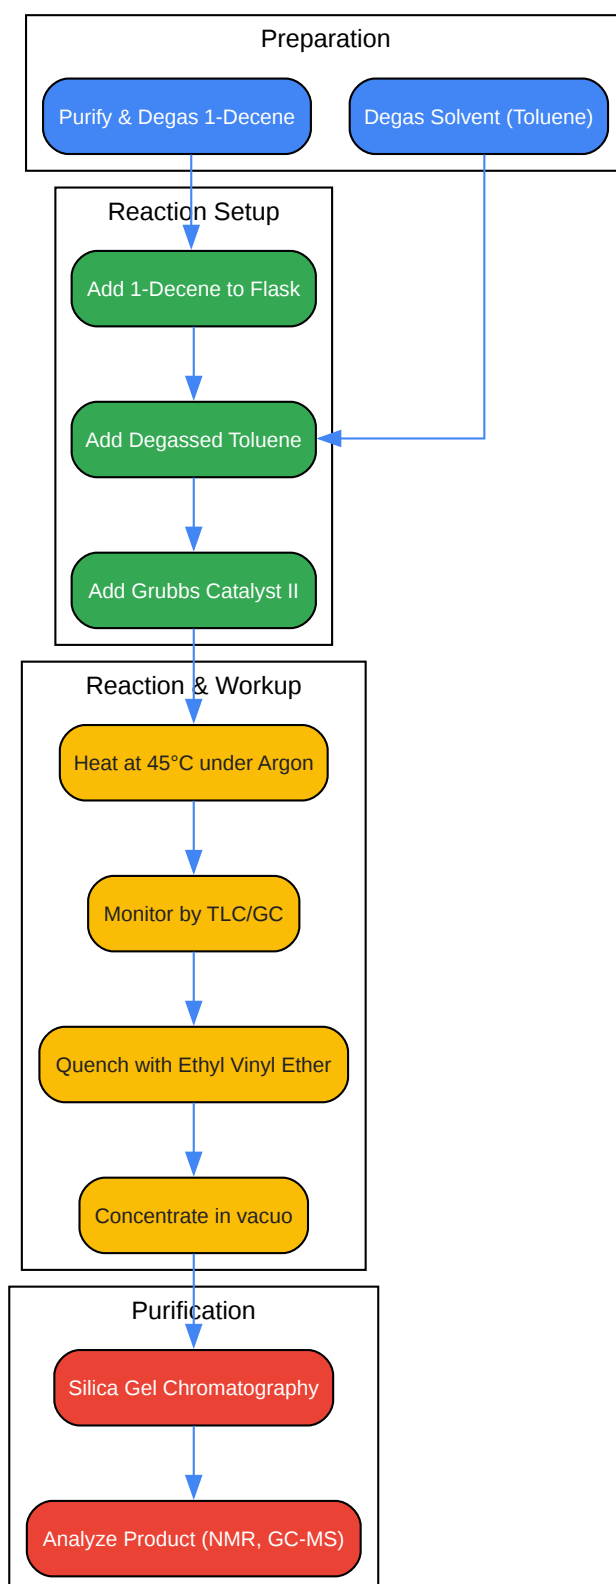 Preparation
Purify & Degas 1-Decene
Degas Solvent (Toluene)
Reaction Setup
Add 1-Decene to Flask
Add Degassed Toluene
Add Grubbs Catalyst II
Reaction & Workup
Heat at 45°C under Argon
Monitor by TLC/GC
Quench with Ethyl Vinyl Ether
Concentrate in vacuo
Purification
Silica Gel Chromatography
Analyze Product (NMR, GC-MS)